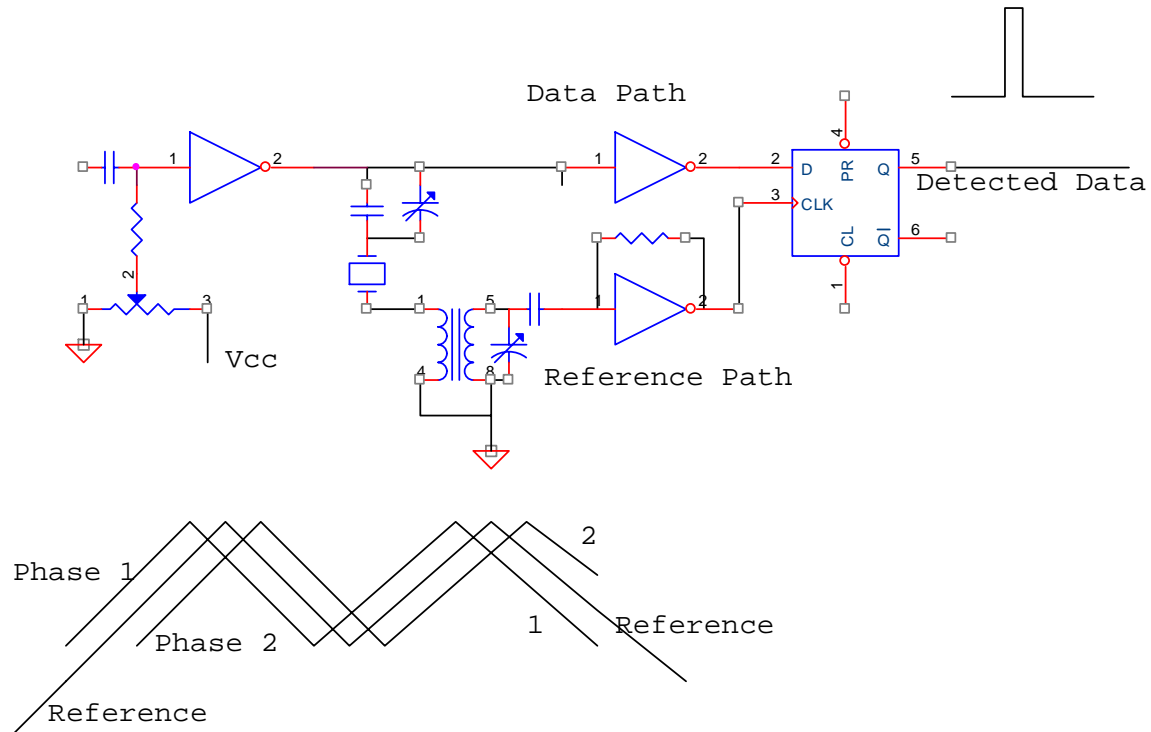 Data Path
4
1
2
1
2
2
D
PR
Q
5
Detected Data
3
CLK
CL
Q
6
2
1
3
1
5
1
2
1
Vcc
4
8
Reference Path
2
Phase 1
1
Reference
Phase 2
Reference